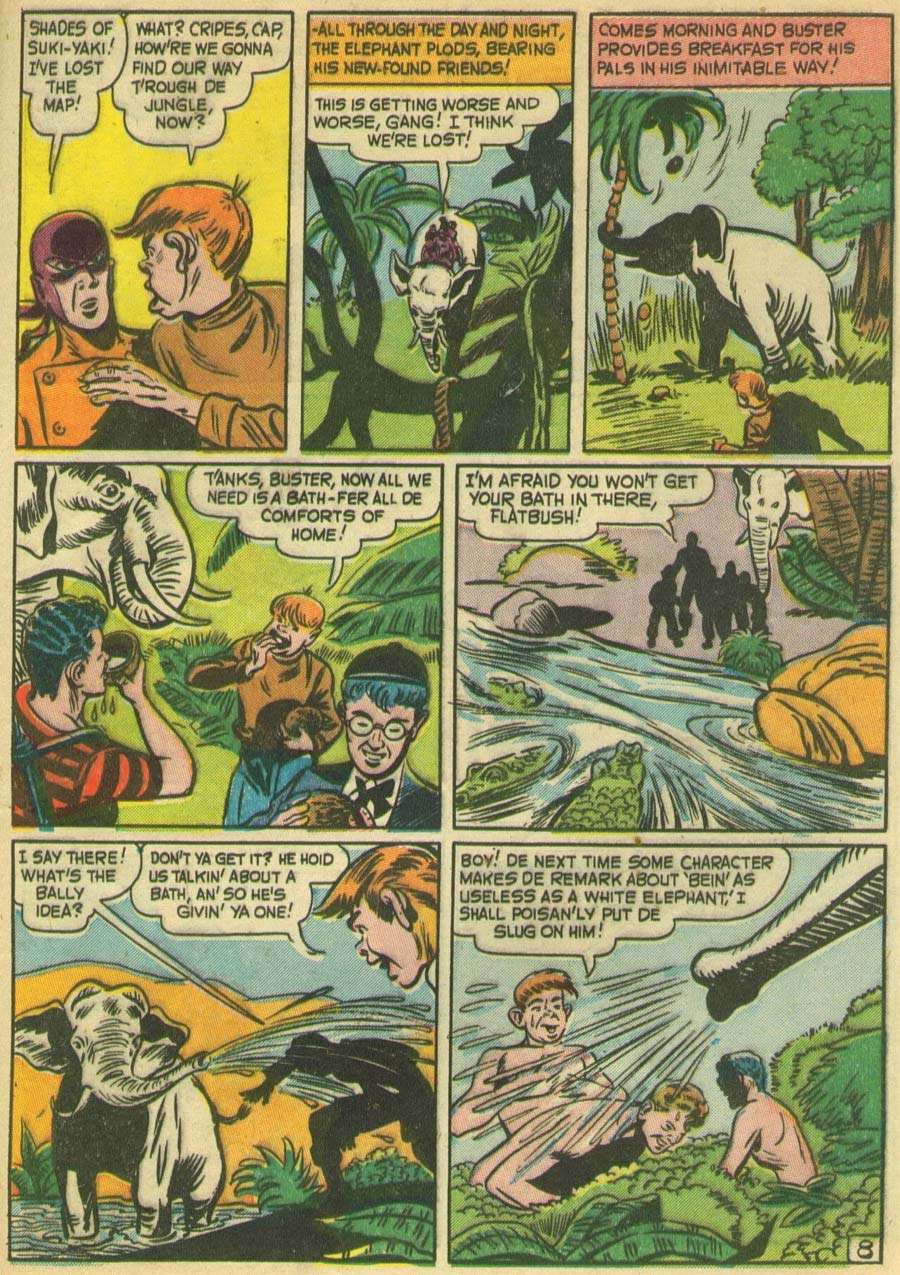 SHADES OF
SUKI-YAKI!
I'VE LOST
THE
MAP!
WHAT? CRIPES, CAP,
HOW'RE WE GONNA
FIND OUR WAY
T'ROUGH DE
JUNGLE,
NOW?
-ALL THROUGH THE DAY AND NIGHT,
THE ELEPHANT PLODS, BEARING
HIS NEW-FOUND FRIENDS!
THIS IS GETTING WORSE AND
WORSE, GANG! I THINK
WE'RE LOST!
COMES MORNING AND BUSTER
PROVIDES BREAKFAST FOR HIS
PALS IN HIS INIMITABLE WAY!
T'ANKS, BUSTER, NOW ALL WE
NEED IS A BATH-FER ALL DE
COMFORTS OF
HOME!
I'M AFRAID YOU WON'T GET
YOUR BATH IN THERE,
FLATBUSH!
I SAY THERE!
WHAT'S THE
BALLY
IDEA?
DON'T YA GET IT? HE HOID
US TALKIN' ABOUT A
BATH, AN' SO HE'S
GIVIN' YA ONE!
BOY! DE NEXT TIME SOME CHARACTER
MAKES DE REMARK ABOUT 'BEIN' AS
USELESS AS A WHITE ELEPHANT,' I
SHALL POISAN'LY PUT DE
SLUG ON HIM!
8